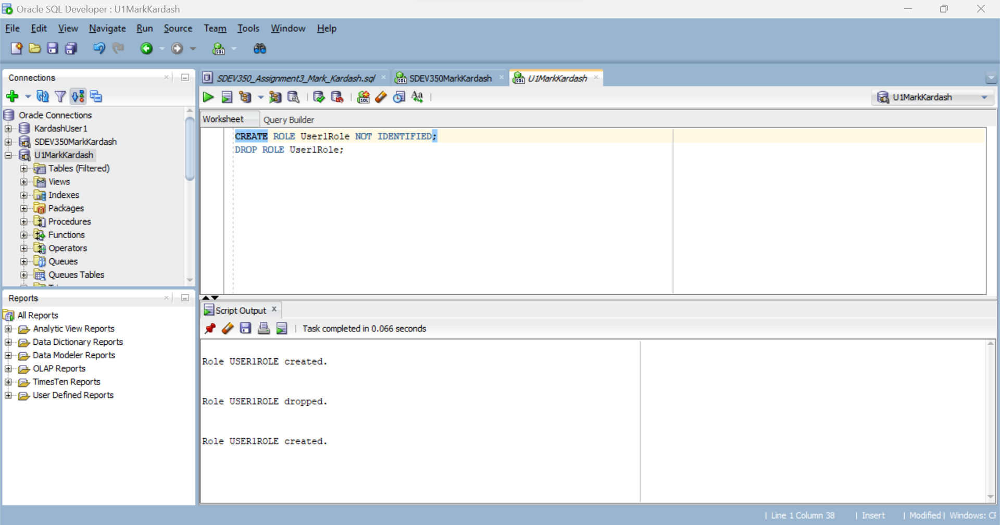 Oracle SQL Developer : U1MarkKardash
File Edit View Navigate Run Source Team Tools Window Help
Connections
Oracle Connections
KardashUser1
SDEV350MarkKardash
U1MarkKardash
Tables (Filtered)
Views
Indexes
Packages
Procedures
Functions
Operators
Queues
Queues Tables
Reports
All Reports
Analytic View Reports
Data Dictionary Reports
Data Modeler Reports
OLAP Reports
TimesTen Reports
User Defined Reports
SDEV350_Assignment3_Mark_Kardash.sql SDEV350MarkKardash U1MarkKardash
U1MarkKardash
Worksheet Query Builder
CREATE ROLE User1Role NOT IDENTIFIED;
DROP ROLE User1Role;
Script Output
Task completed in 0.066 seconds
Role USER1ROLE created.
Role USER1ROLE dropped.
Role USER1ROLE created.
| Line 1 Column 38 | Insert | Modified | Windows: